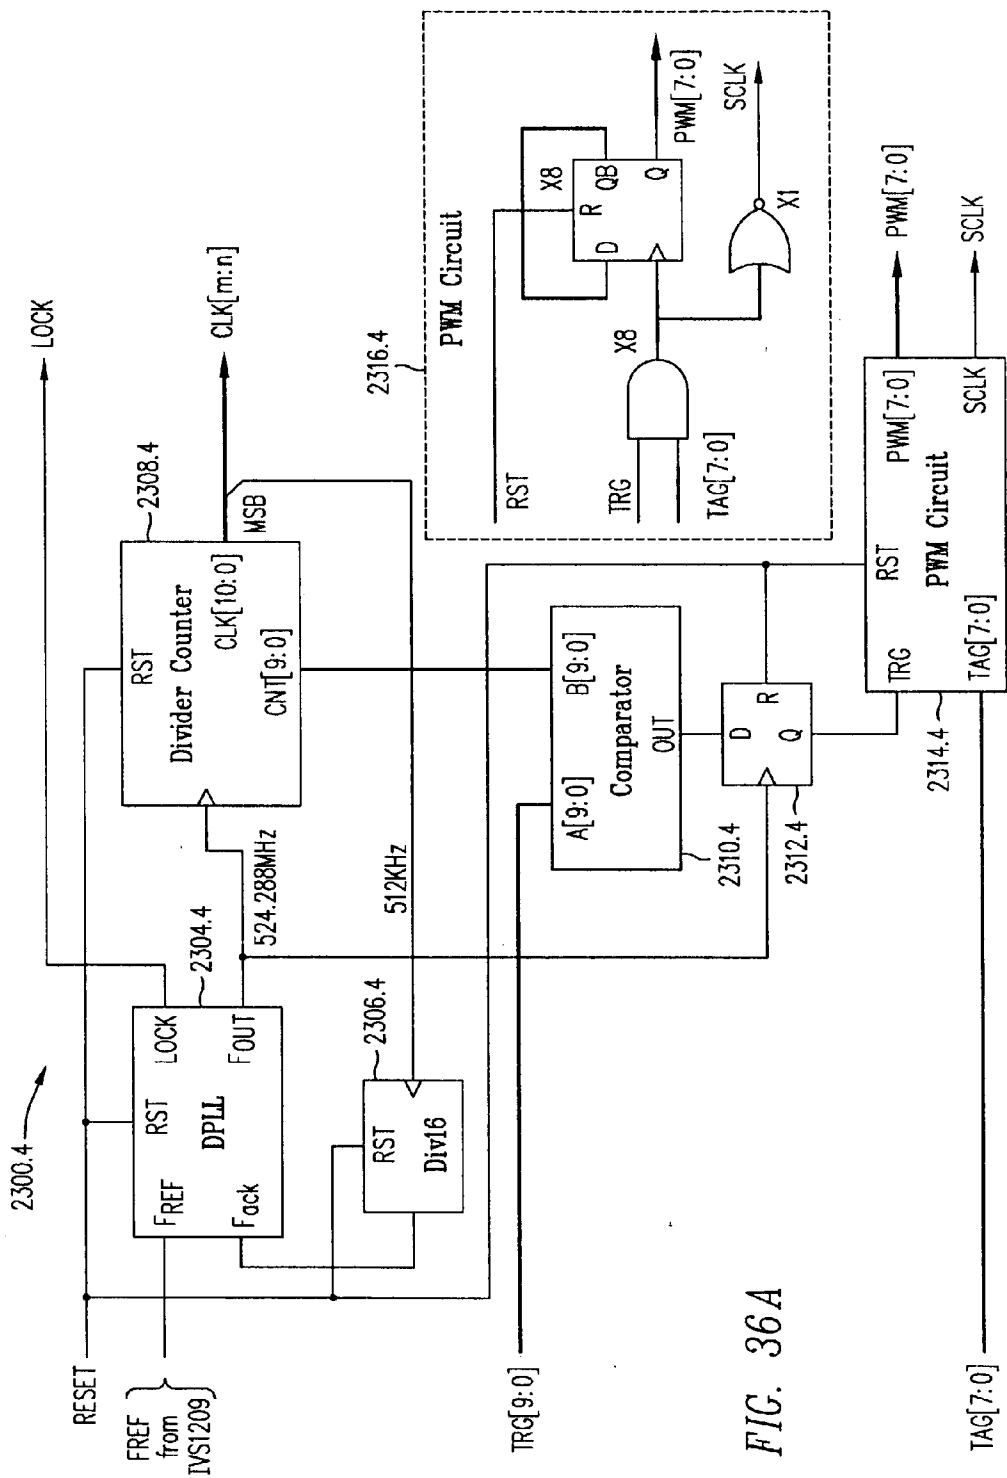 2300.4
RESET
FREF
from
IVS1209
LOCK
FREF
RST
LOCK
DPLL
Fack
FOUT
2304.4
524.288MHz
RST
Divider Counter
CLK[10:0]
CNT[9:0]
2308.4
MSB
CLK[m:n]
RST
Div16
2306.4
512KHz
TRG[9:0]
A[9:0]
B[9:0]
Comparator
OUT
2310.4
D
R
Q
2312.4
TRG
RST
PWM[7:0]
PWM Circuit
TAG[7:0]
SCLK
2314.4
PWM[7:0]
SCLK
TAG[7:0]
2316.4
PWM Circuit
RST
TRG
TAG[7:0]
X8
X8
D
R
QB
Q
PWM[7:0]
SCLK
X1
FIG. 36A